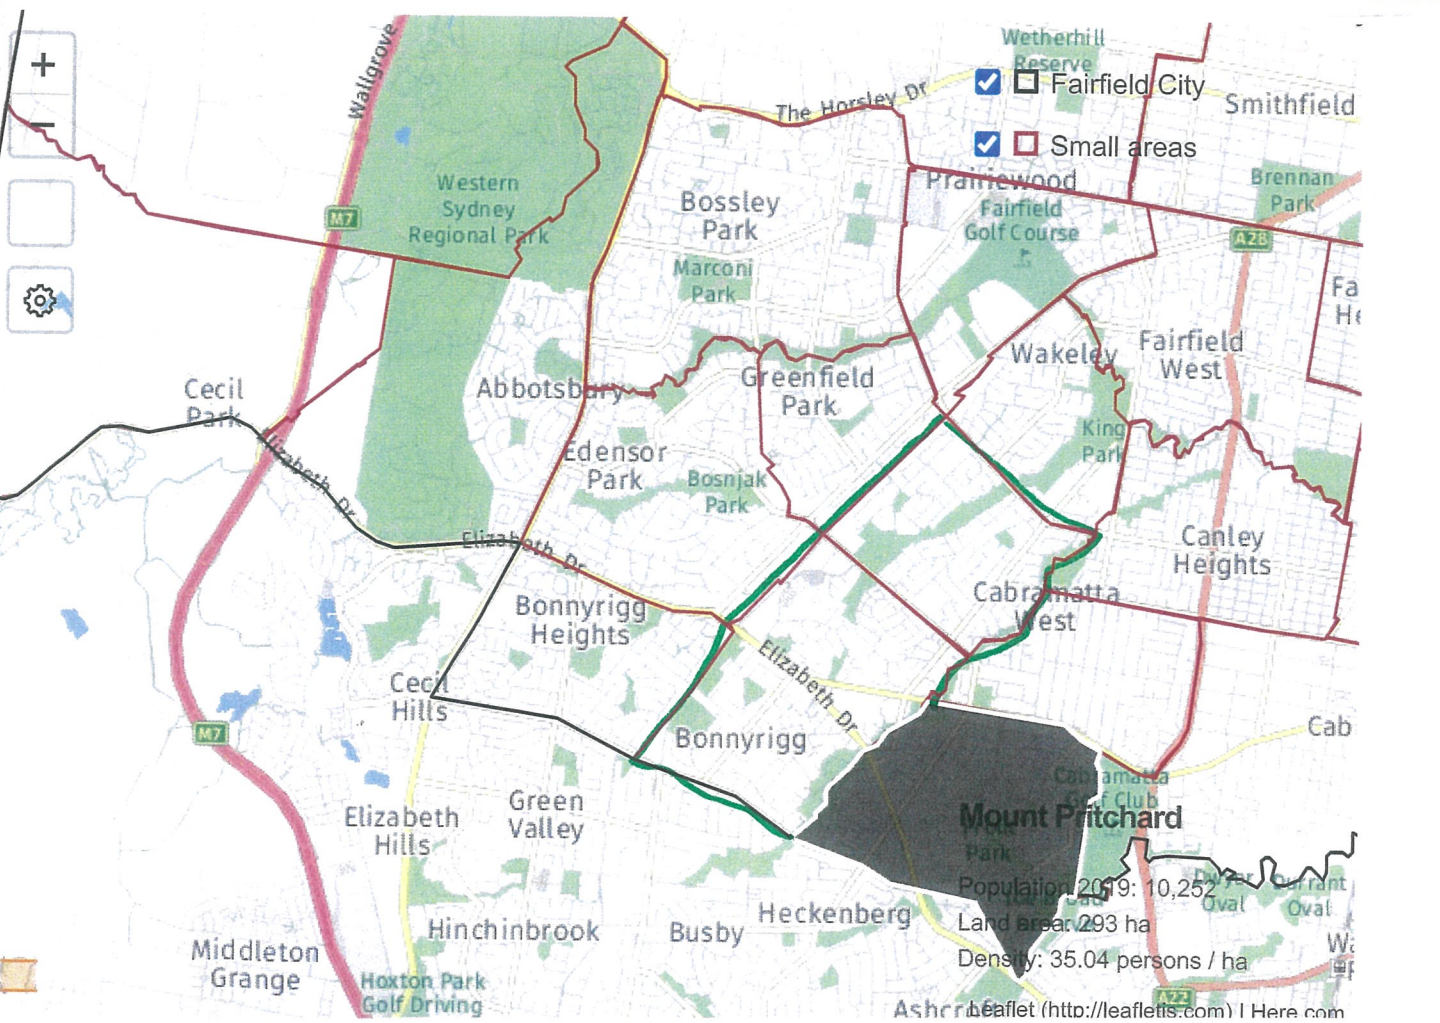 +
−
Wallgrove
The Horsley Dr
Wetherhill
Reserve
Fairfield City
Small areas
Smithfield
Prairiewood
Brennan
Park
Western
Sydney
Regional Park
M7
Bossley
Park
Fairfield
Golf Course
A28
Marconi
Park
Fa
He
Wakeley
Fairfield
West
Cecil
Park
Abbotsbury
Greenfield
Park
King
Park
Edensor
Park
Bosnjak
Park
Elizabeth Dr
Elizabeth Dr
Canley
Heights
Bonnyrigg
Heights
Cabramatta
West
Elizabeth Dr
Cecil
Hills
M7
Bonnyrigg
Cab
Cabramatta
Golf Club
Green
Valley
Elizabeth
Hills
Mount Pritchard
Park
Population 2019: 10,252
Dwyer
Oval
Durrant
Oval
Land area: 293 ha
Density: 35.04 persons / ha
Heckenberg
Hinchinbrook
Busby
Middleton
Grange
Hoxton Park
Golf Driving
Wa
A22
Ashcroft
Leaflet (http://leafletjs.com) | Here.com